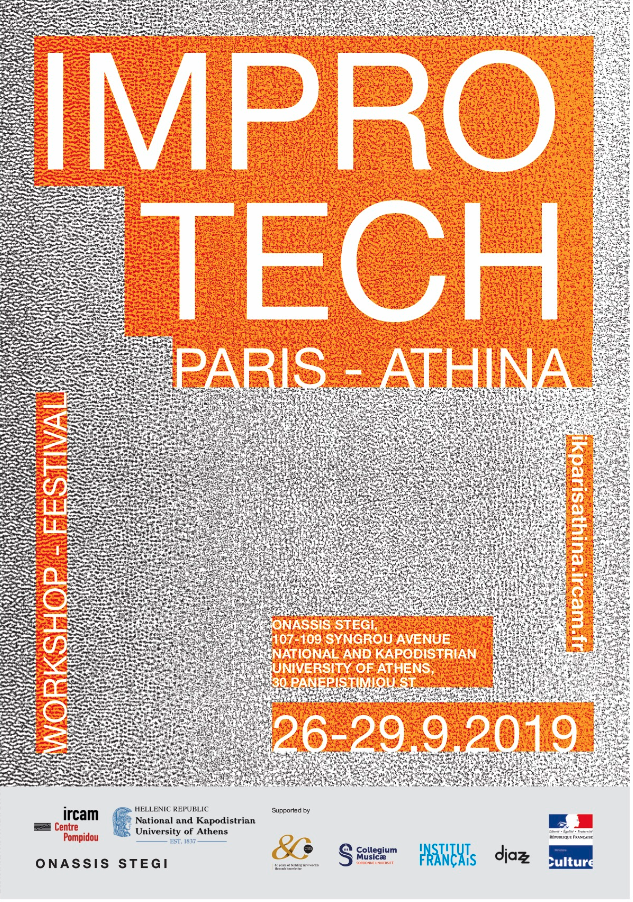 IMPRO
TECH
PARIS - ATHINA
WORKSHOP - FESTIVAL
ikparisathina.ircam.fr
ONASSIS STEGI,
107-109 SYNGROU AVENUE
NATIONAL AND KAPODISTRIAN
UNIVERSITY OF ATHENS,
30 PANEPISTIMIOU ST
26-29.9.2019
ircam
Centre
Pompidou
HELLENIC REPUBLIC
National and Kapodistrian
University of Athens
EST. 1837
ONASSIS STEGI
Supported by
Collegium
Musicæ
INSTITUT
FRANÇAIS
djazz
Liberté • Égalité • Fraternité
RÉPUBLIQUE FRANÇAISE
Culture